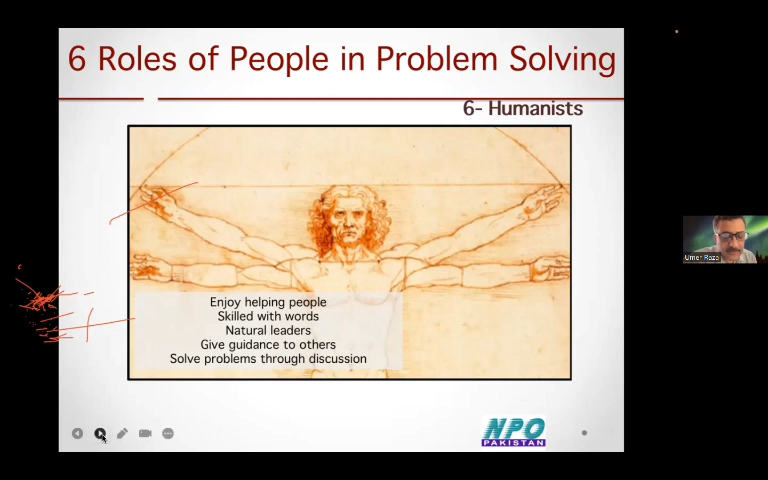 6 Roles of People in Problem Solving
6- Humanists
Enjoy helping people
Skilled with words
Natural leaders
Give guidance to others
Solve problems through discussion
Umer Raza
NPO
PAKISTAN